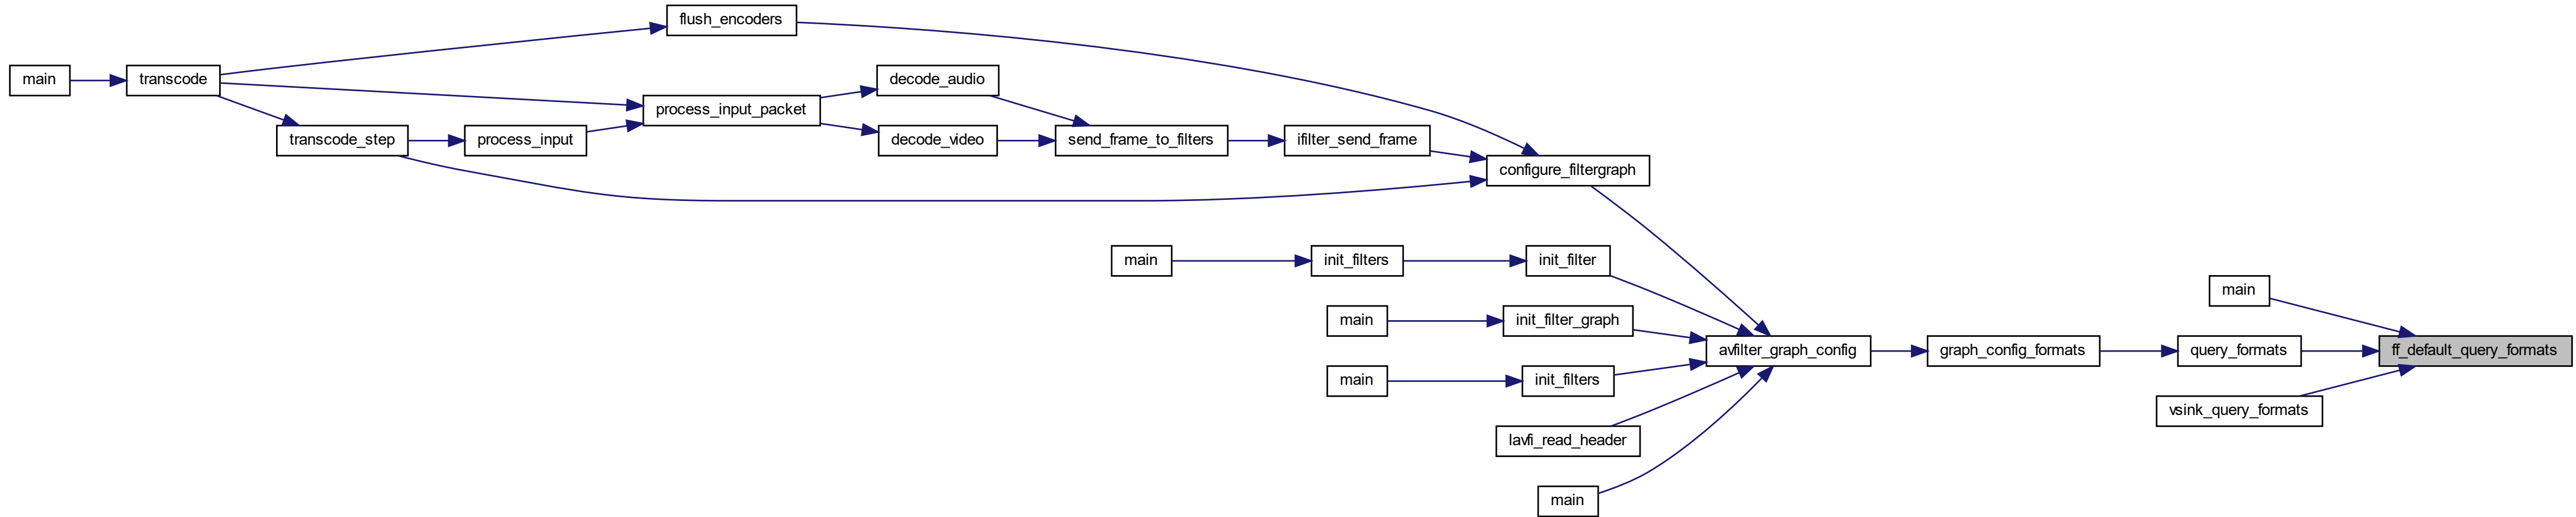 flush_encoders
main
transcode
decode_audio
process_input_packet
transcode_step
process_input
decode_video
send_frame_to_filters
ifilter_send_frame
configure_filtergraph
main
init_filters
init_filter
main
main
init_filter_graph
avfilter_graph_config
graph_config_formats
query_formats
ff_default_query_formats
main
init_filters
vsink_query_formats
lavfi_read_header
main